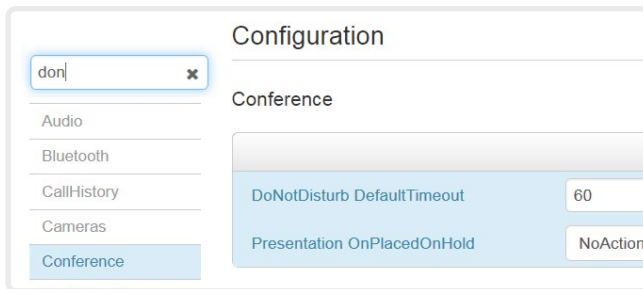 Configuration
don
Conference
Audio
Bluetooth
CallHistory
DoNotDisturb DefaultTimeout 60
Cameras
Presentation OnPlacedOnHold NoAction
Conference